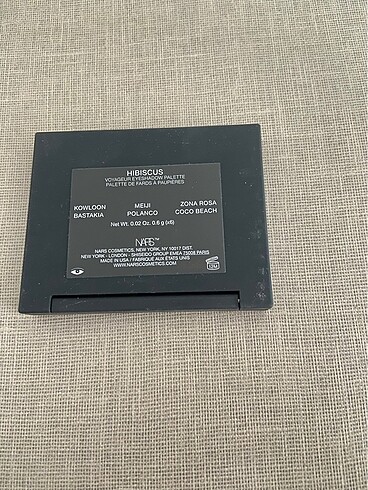 HIBISCUS
VOYAGEUR EYESHADOW PALETTE
PALETTE DE FARDS À PAUPIÈRES
KOWLOON MEIJI ZONA ROSA
BASTAKIA POLANCO COCO BEACH
Net Wt. 0.02 Oz. 0.6 g (x6)
NARS™
NARS COSMETICS, NEW YORK, NY 10017 DIST.
NEW YORK - LONDON - SHISEIDO GROUP EMEA 75008 PARIS
MADE IN USA / FABRIQUÉ AUX ÉTATS UNIS
WWW.NARSCOSMETICS.COM
12M